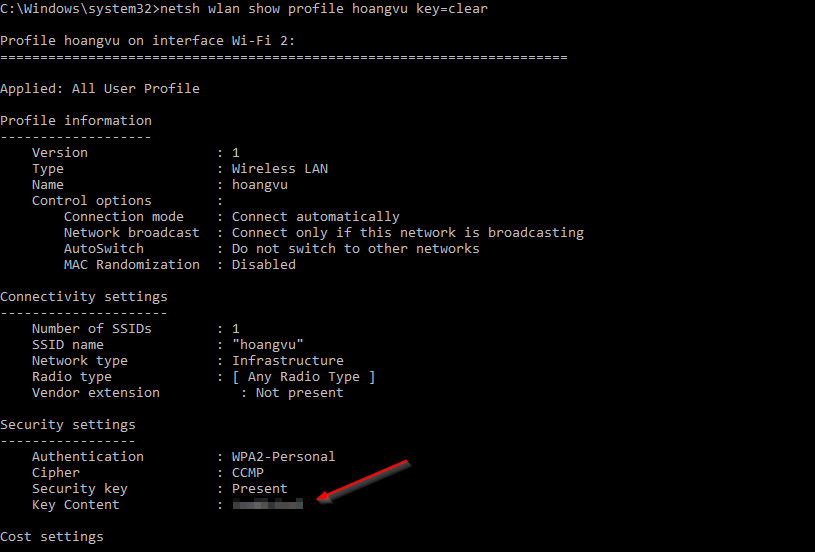 C:\Windows\system32>netsh wlan show profile hoangvu key=clear
Profile hoangvu on interface Wi-Fi 2:
=======================================================================
Applied: All User Profile
Profile information
-------------------
Version : 1
Type : Wireless LAN
Name : hoangvu
Control options :
Connection mode : Connect automatically
Network broadcast : Connect only if this network is broadcasting
AutoSwitch : Do not switch to other networks
MAC Randomization : Disabled
Connectivity settings
---------------------
Number of SSIDs : 1
SSID name : "hoangvu"
Network type : Infrastructure
Radio type : [ Any Radio Type ]
Vendor extension : Not present
Security settings
-----------------
Authentication : WPA2-Personal
Cipher : CCMP
Security key : Present
Key Content :
Cost settings